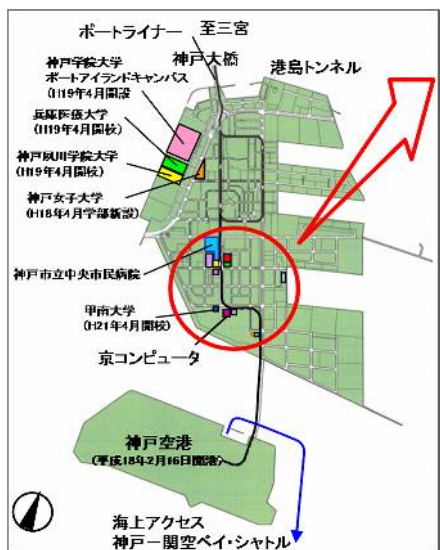 ポートライナー
至三宮
神戸大橋
港島トンネル
神戸学院大学
ポートアイランドキャンパス
(H19年4月開設
兵庫医療大学
(H19年4月開校)
神戸夙川学院大学
(H19年4月開校)
神戸女子大学
(H18年4月学部新設)
神戸市立中央市民病院
甲南大学
(H21年4月開校)
京コンピュータ
神戸空港
(平成18年2月16日開港)
海上アクセス
神戸ー関空ベイ・シャトル